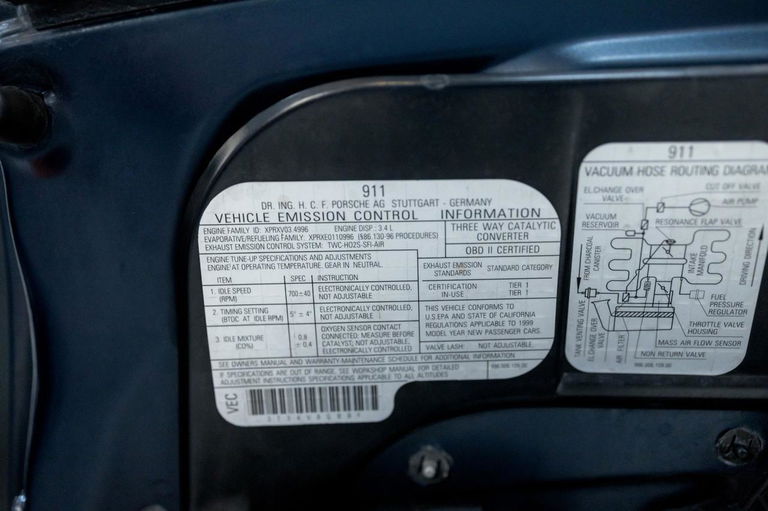 911
DR. ING. H. C. F. PORSCHE AG STUTTGART - GERMANY
VEHICLE EMISSION CONTROL INFORMATION
ENGINE FAMILY ID: XPRXV03.4996 ENGINE DISP.: 3.4 L
EVAPORATIVE/REFUELING FAMILY: XPRXE0110996 (§86.130-96 PROCEDURES)
EXHAUST EMISSION CONTROL SYSTEM: TWC-HO2S-SFI-AIR
THREE WAY CATALYTIC
CONVERTER
OBD II CERTIFIED
ENGINE TUNE-UP SPECIFICATIONS AND ADJUSTMENTS
ENGINE AT OPERATING TEMPERATURE. GEAR IN NEUTRAL.
ITEM SPEC INSTRUCTION
1. IDLE SPEED
(RPM)
700±40
ELECTRONICALLY CONTROLLED,
NOT ADJUSTABLE
2. TIMING SETTING
(BTDC AT IDLE RPM)
5° ± 4°
ELECTRONICALLY CONTROLLED,
NOT ADJUSTABLE
3. IDLE MIXTURE
(CO%)
0.8
± 0.4
OXYGEN SENSOR CONTACT
CONNECTED: MEASURE BEFORE
CATALYST; NOT ADJUSTABLE,
ELECTRONICALLY CONTROLLED
EXHAUST EMISSION
STANDARDS
STANDARD CATEGORY
CERTIFICATION TIER 1
IN-USE TIER 1
THIS VEHICLE CONFORMS TO
U.S.EPA AND STATE OF CALIFORNIA
REGULATIONS APPLICABLE TO 1999
MODEL YEAR NEW PASSENGER CARS.
VALVE LASH: NOT ADJUSTABLE
SEE OWNERS MANUAL AND WARRANTY-MAINTENANCE SCHEDULE FOR ADDITIONAL INFORMATION
IF SPECIFICATIONS ARE OUT OF RANGE, SEE WORKSHOP MANUAL FOR DETAILED
ADJUSTMENT INSTRUCTIONS SPECIFICATIONS APPLICABLE TO ALL ALTITUDES
VEC
911
VACUUM HOSE ROUTING DIAGRAM
EL.CHANGE OVER
VALVE
CUT OFF VALVE
AIR PUMP
VACUUM
RESERVOIR
RESONANCE FLAP VALVE
FROM CHARCOAL
CANISTER
INTAKE
MANIFOLD
DRIVING DIRECTION
FUEL
PRESSURE
REGULATOR
TANK VENTING VALVE
EL.CHANGE OVER
VALVE
AIR FILTER
THROTTLE VALVE
HOUSING
MASS AIR FLOW SENSOR
NON RETURN VALVE